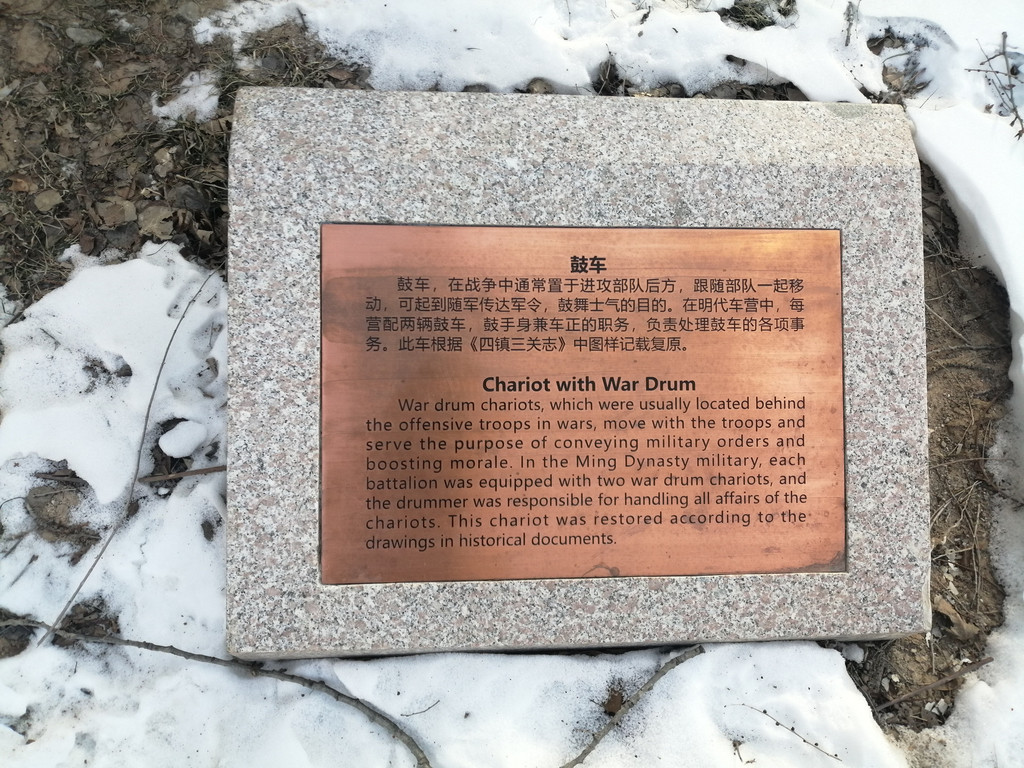 鼓车
鼓车，在战争中通常置于进攻部队后方，跟随部队一起移
动，可起到随军传达军令，鼓舞士气的目的。在明代车营中，每
营配两辆鼓车，鼓手身兼车正的职务，负责处理鼓车的各项事
务。此车根据《四镇三关志》中图样记载复原。
Chariot with War Drum
War drum chariots, which were usually located behind
the offensive troops in wars, move with the troops and
serve the purpose of conveying military orders and
boosting morale. In the Ming Dynasty military, each
battalion was equipped with two war drum chariots, and
the drummer was responsible for handling all affairs of the
chariots. This chariot was restored according to the
drawings in historical documents.